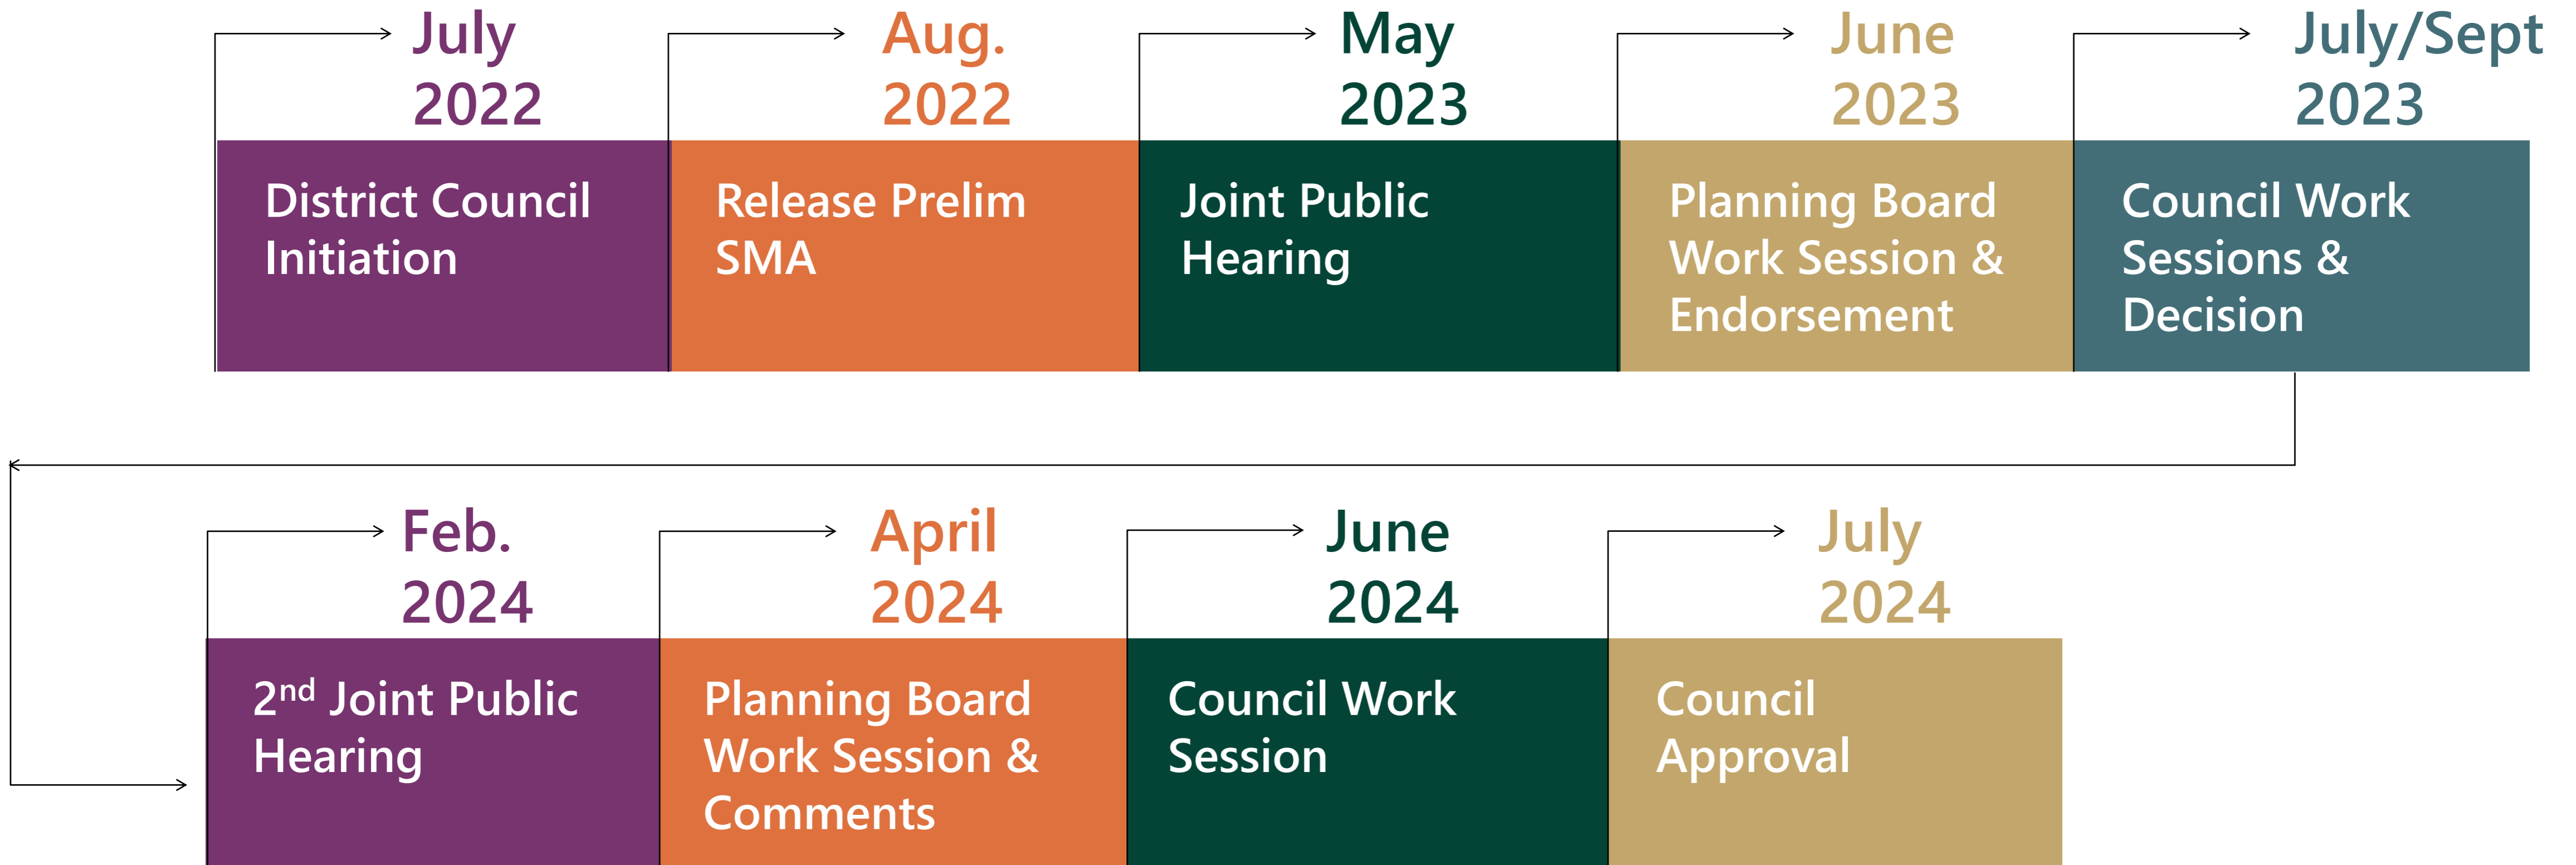 July
2022
District Council
Initiation
Aug.
2022
Release Prelim
SMA
May
2023
Joint Public
Hearing
June
2023
Planning Board
Work Session &
Endorsement
July/Sept
2023
Council Work
Sessions &
Decision
Feb.
2024
2nd Joint Public
Hearing
April
2024
Planning Board
Work Session &
Comments
June
2024
Council Work
Session
July
2024
Council
Approval